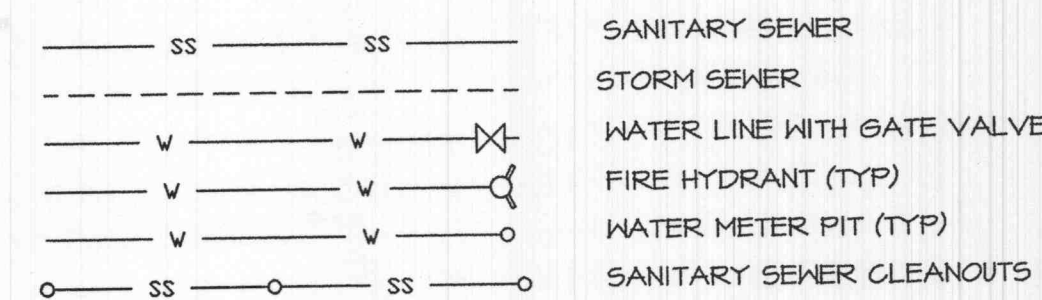 SS SS SANITARY SEWER
STORM SEWER
W W WATER LINE WITH GATE VALVE
W W FIRE HYDRANT (TYP)
W W WATER METER PIT (TYP)
SS SS SANITARY SEWER CLEANOUTS